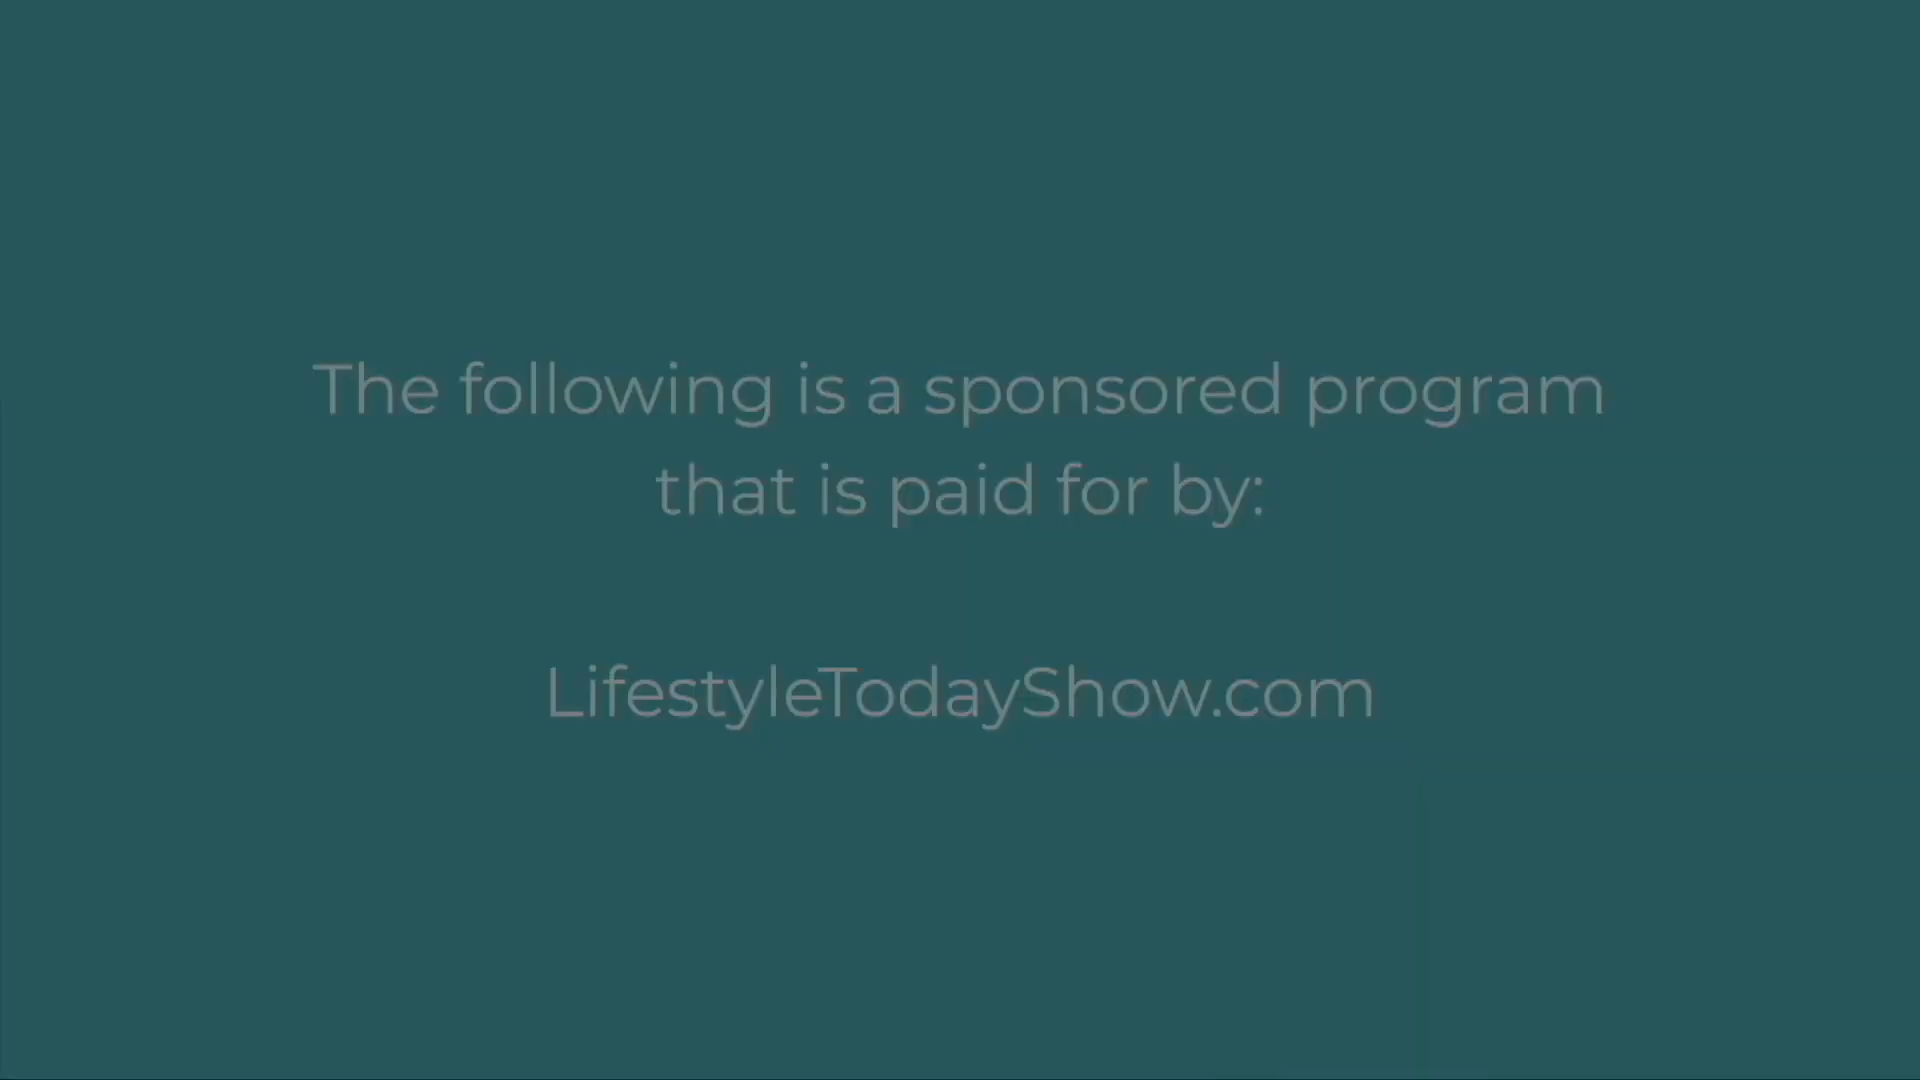 The following is a sponsored program
that is paid for by:
LifestyleTodayShow.com